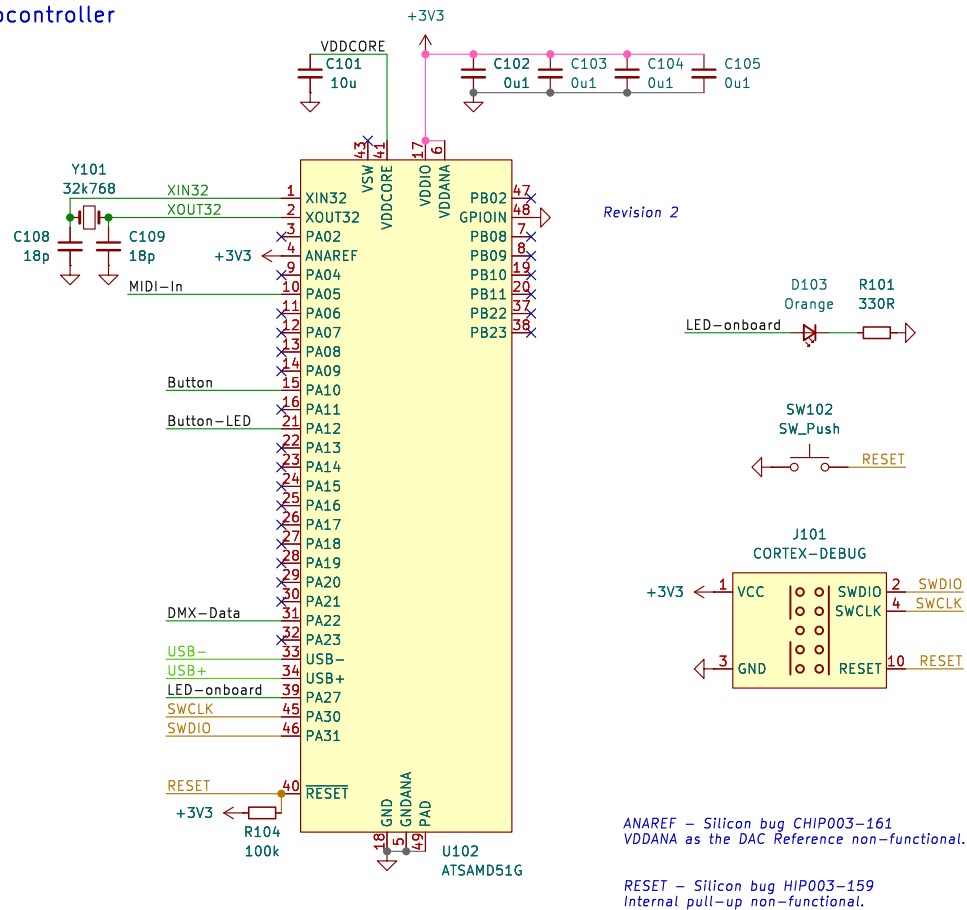 ocontroller
+3V3
VDDCORE
C101
10u
C102
0u1
C103
0u1
C104
0u1
C105
0u1
43
41
17
6
VSW
VDDCORE
VDDIO
VDDANA
Y101
32k768
XIN32
XOUT32
C108
18p
C109
18p
+3V3
MIDI-In
Button
Button-LED
DMX-Data
USB-
USB+
LED-onboard
SWCLK
SWDIO
RESET
+3V3
R104
100k
1 XIN32
2 XOUT32
3 PA02
4 ANAREF
9 PA04
10 PA05
11 PA06
12 PA07
13 PA08
14 PA09
15 PA10
16 PA11
21 PA12
22 PA13
23 PA14
24 PA15
25 PA16
26 PA17
27 PA18
28 PA19
29 PA20
30 PA21
31 PA22
32 PA23
33 USB-
34 USB+
39 PA27
45 PA30
46 PA31
40 RESET
PB02 47
GPIOIN 48
PB08 7
PB09 8
PB10 19
PB11 20
PB22 37
PB23 38
GND
GNDANA
PAD
18
5
49
U102
ATSAMD51G
Revision 2
D103
Orange
R101
330R
LED-onboard
SW102
SW_Push
RESET
J101
CORTEX-DEBUG
+3V3
1 VCC
3 GND
SWDIO 2 SWDIO
SWCLK 4 SWCLK
RESET 10 RESET
ANAREF - Silicon bug CHIP003-161
VDDANA as the DAC Reference non-functional.
RESET - Silicon bug HIP003-159
Internal pull-up non-functional.